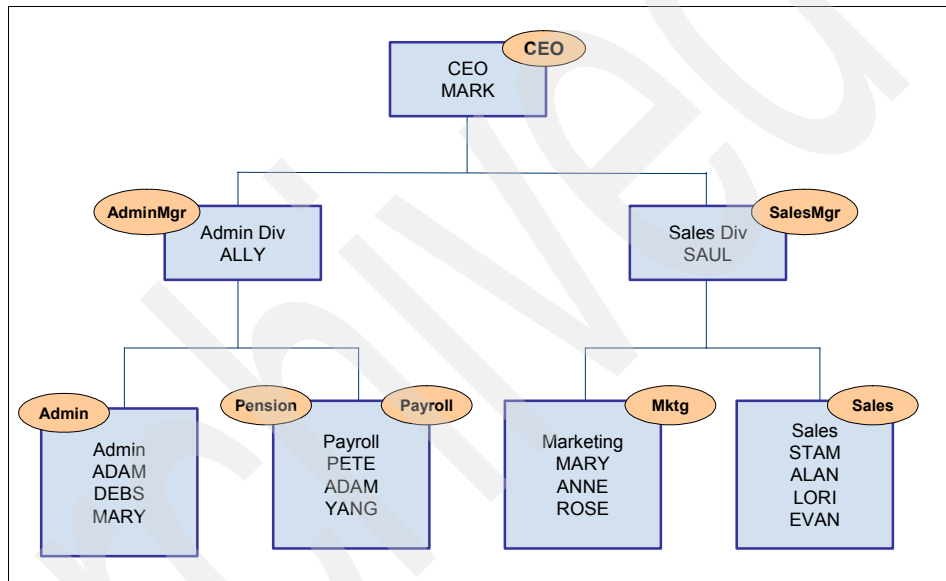 CEO
CEO
MARK
AdminMgr
Admin Div
ALLY
SalesMgr
Sales Div
SAUL
Admin
Admin
ADAM
DEBS
MARY
Pension
Payroll
Payroll
PETE
ADAM
YANG
Mktg
Marketing
MARY
ANNE
ROSE
Sales
Sales
STAM
ALAN
LORI
EVAN